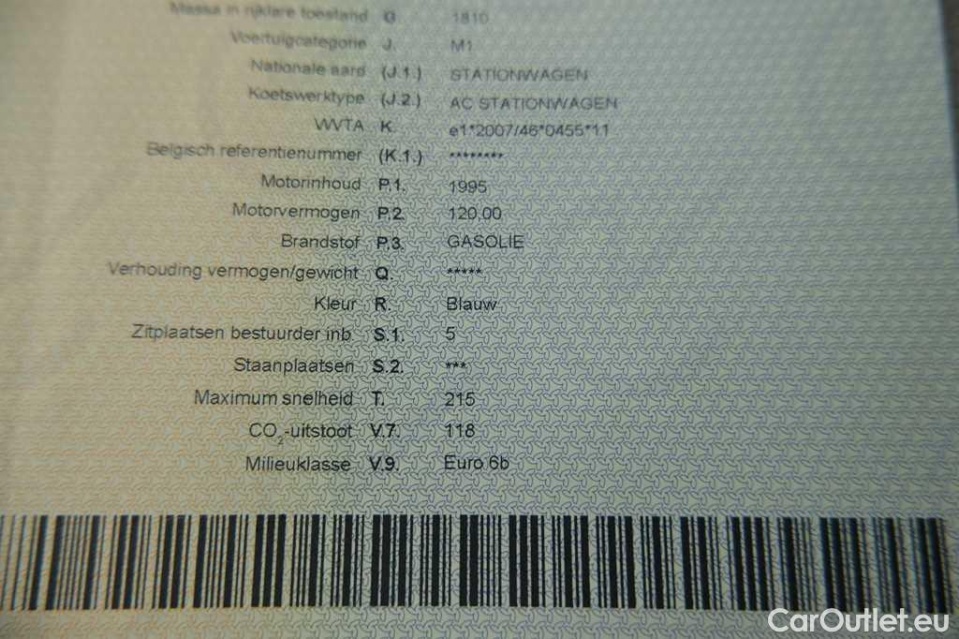 Massa in rijklare toestand G 1810
Voertuigcategorie J. M1
Nationale aard (J.1.) STATIONWAGEN
Koetswerktype (J.2.) AC STATIONWAGEN
WVTA K. e1*2007/46*0455*11
Belgisch referentienummer (K.1.) ********
Motorinhoud P.1. 1995
Motorvermogen P.2. 120,00
Brandstof P.3. GASOLIE
Verhouding vermogen/gewicht Q. *****
Kleur R. Blauw
Zitplaatsen bestuurder inb. S.1. 5
Staanplaatsen S.2. ***
Maximum snelheid T. 215
CO₂-uitstoot V.7. 118
Milieuklasse V.9. Euro 6b
CarOutlet.eu